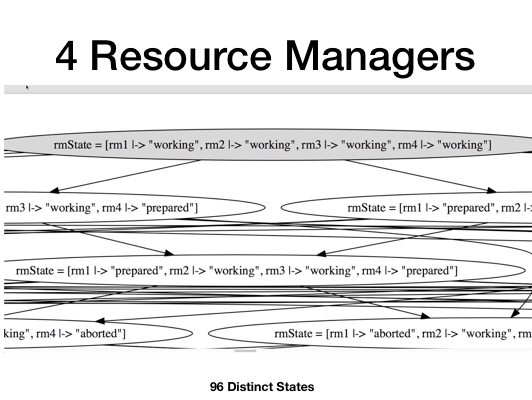 4 Resource Managers
rmState = [rm1 |-> "working", rm2 |-> "working", rm3 |-> "working", rm4 |-> "working"]
rm3 |-> "working", rm4 |-> "prepared"]
rmState = [rm1 |-> "prepared", rm2 |-
rmState = [rm1 |-> "prepared", rm2 |-> "working", rm3 |-> "working", rm4 |-> "prepared"]
king", rm4 |-> "aborted"]
rmState = [rm1 |-> "aborted", rm2 |-> "working", rm
96 Distinct States